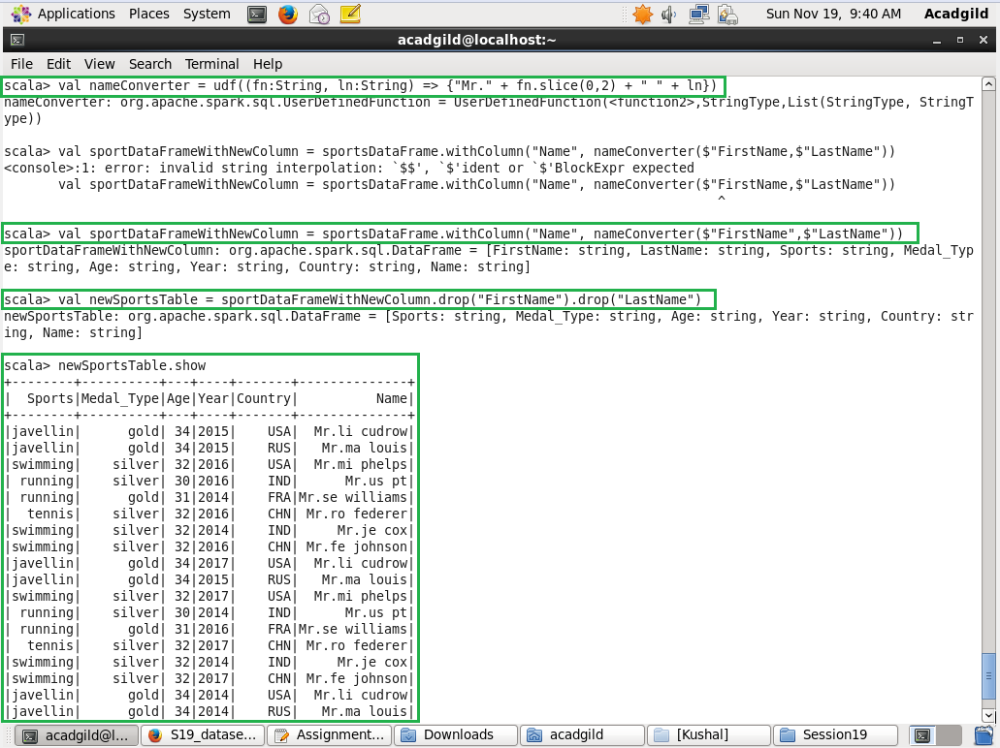 Applications Places System Sun Nov 19, 9:40 AM Acadgild
acadgild@localhost:~
File Edit View Search Terminal Help
scala> val nameConverter = udf((fn:String, ln:String) => {"Mr." + fn.slice(0,2) + " " + ln})
nameConverter: org.apache.spark.sql.UserDefinedFunction = UserDefinedFunction(<function2>,StringType,List(StringType, StringT
ype))
scala> val sportDataFrameWithNewColumn = sportsDataFrame.withColumn("Name", nameConverter($"FirstName,$"LastName"))
<console>:1: error: invalid string interpolation: `$$', `$'ident or `$'BlockExpr expected
       val sportDataFrameWithNewColumn = sportsDataFrame.withColumn("Name", nameConverter($"FirstName,$"LastName"))
                                                                                            ^
scala> val sportDataFrameWithNewColumn = sportsDataFrame.withColumn("Name", nameConverter($"FirstName",$"LastName"))
sportDataFrameWithNewColumn: org.apache.spark.sql.DataFrame = [FirstName: string, LastName: string, Sports: string, Medal_Typ
e: string, Age: string, Year: string, Country: string, Name: string]
scala> val newSportsTable = sportDataFrameWithNewColumn.drop("FirstName").drop("LastName")
newSportsTable: org.apache.spark.sql.DataFrame = [Sports: string, Medal_Type: string, Age: string, Year: string, Country: str
ing, Name: string]
scala> newSportsTable.show
+--------+----------+---+----+-------+--------------+
|  Sports|Medal_Type|Age|Year|Country|          Name|
+--------+----------+---+----+-------+--------------+
|javellin|      gold| 34|2015|    USA|  Mr.li cudrow|
|javellin|      gold| 34|2015|    RUS|   Mr.ma louis|
|swimming|    silver| 32|2016|    USA|  Mr.mi phelps|
| running|    silver| 30|2016|    IND|      Mr.us pt|
| running|      gold| 31|2014|    FRA|Mr.se williams|
|  tennis|    silver| 32|2016|    CHN| Mr.ro federer|
|swimming|    silver| 32|2014|    IND|     Mr.je cox|
|swimming|    silver| 32|2016|    CHN| Mr.fe johnson|
|javellin|      gold| 34|2017|    USA|  Mr.li cudrow|
|javellin|      gold| 34|2015|    RUS|   Mr.ma louis|
|swimming|    silver| 32|2017|    USA|  Mr.mi phelps|
| running|    silver| 30|2014|    IND|      Mr.us pt|
| running|      gold| 31|2016|    FRA|Mr.se williams|
|  tennis|    silver| 32|2017|    CHN| Mr.ro federer|
|swimming|    silver| 32|2014|    IND|     Mr.je cox|
|swimming|    silver| 32|2017|    CHN| Mr.fe johnson|
|javellin|      gold| 34|2014|    USA|  Mr.li cudrow|
|javellin|      gold| 34|2014|    RUS|   Mr.ma louis|
acadgild@l... S19_datase... Assignment... Downloads acadgild [Kushal] Session19